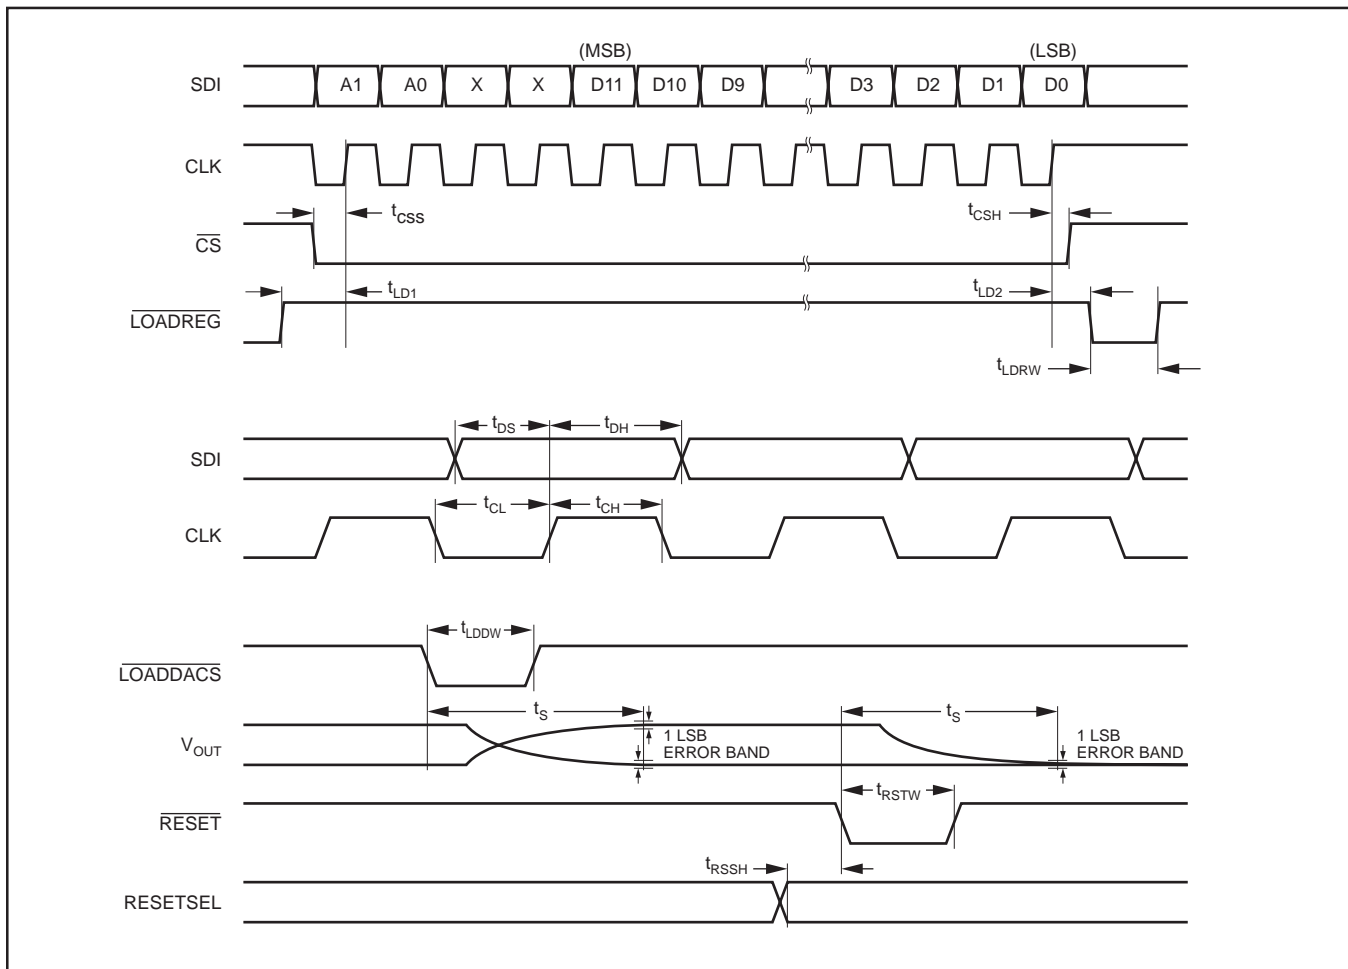 (MSB) (LSB)
SDI A1 A0 X X D11 D10 D9 D3 D2 D1 D0
CLK
tCSS tCSH
CS
tLD1 tLD2
LOADREG
tLDRW
tDS tDH
SDI
tCL tCH
CLK
tLDDW
LOADDACS
tS tS
VOUT
1 LSB
ERROR BAND
1 LSB
ERROR BAND
tRSTW
RESET
tRSSH
RESETSEL